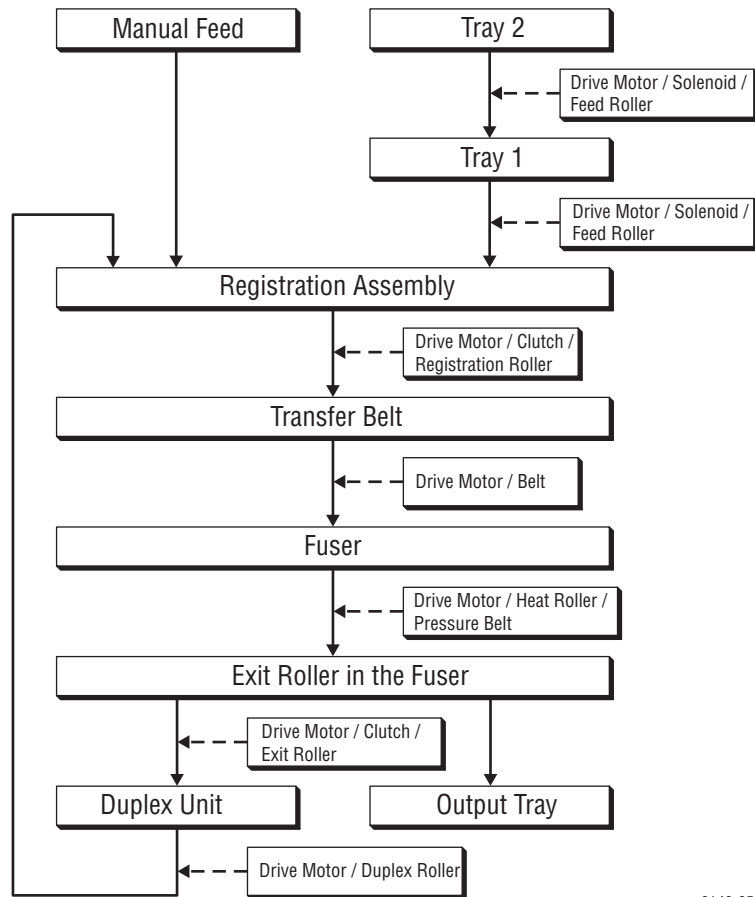 Manual Feed
Tray 2
Drive Motor / Solenoid /
Feed Roller
Tray 1
Drive Motor / Solenoid /
Feed Roller
Registration Assembly
Drive Motor / Clutch /
Registration Roller
Transfer Belt
Drive Motor / Belt
Fuser
Drive Motor / Heat Roller /
Pressure Belt
Exit Roller in the Fuser
Drive Motor / Clutch /
Exit Roller
Duplex Unit
Output Tray
Drive Motor / Duplex Roller